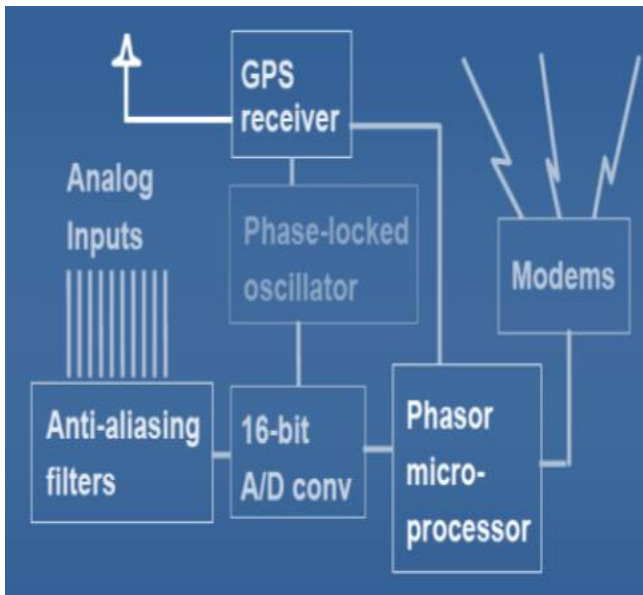 GPS
receiver
Analog
Inputs
Phase-locked
oscillator
Modems
Anti-aliasing
filters
16-bit
A/D conv
Phasor
micro-
processor